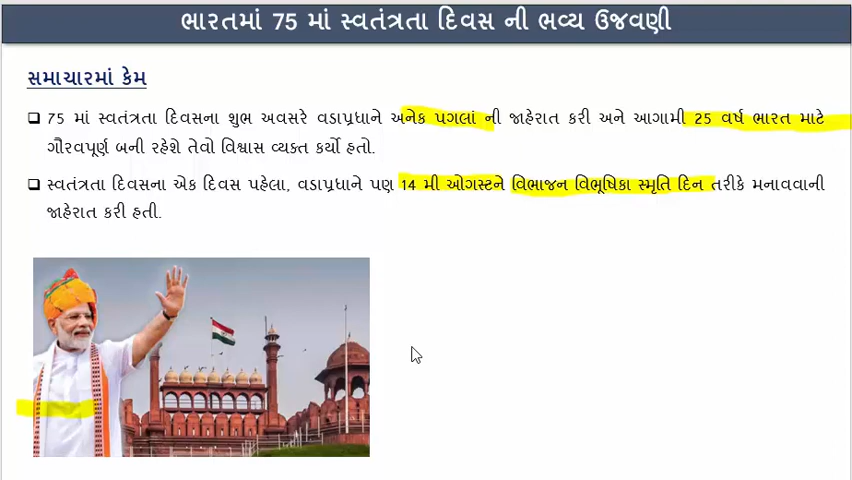 ભારતમાં 75 માં સ્વતંત્રતા દિવસ ની ભવ્ય ઉજવણી
સમાચારમાં કેમ
75 માં સ્વતંત્રતા દિવસના શુભ અવસરે વડાપ્રધાને અનેક પગલાં ની જાહેરાત કરી અને આગામી 25 વર્ષ ભારત માટે
ગૌરવપૂર્ણ બની રહેશે તેવો વિશ્વાસ વ્યક્ત કર્યો હતો.
સ્વતંત્રતા દિવસના એક દિવસ પહેલા, વડાપ્રધાને પણ 14 મી ઓગસ્ટને વિભાજન વિભૂષિકા સ્મૃતિ દિન તરીકે મનાવવાની
જાહેરાત કરી હતી.